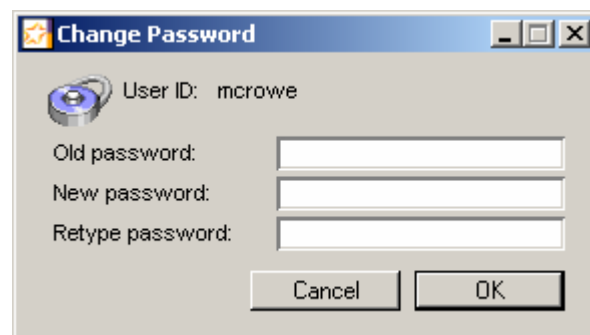 Change Password
User ID: mcrowe
Old password:
New password:
Retype password:
Cancel OK